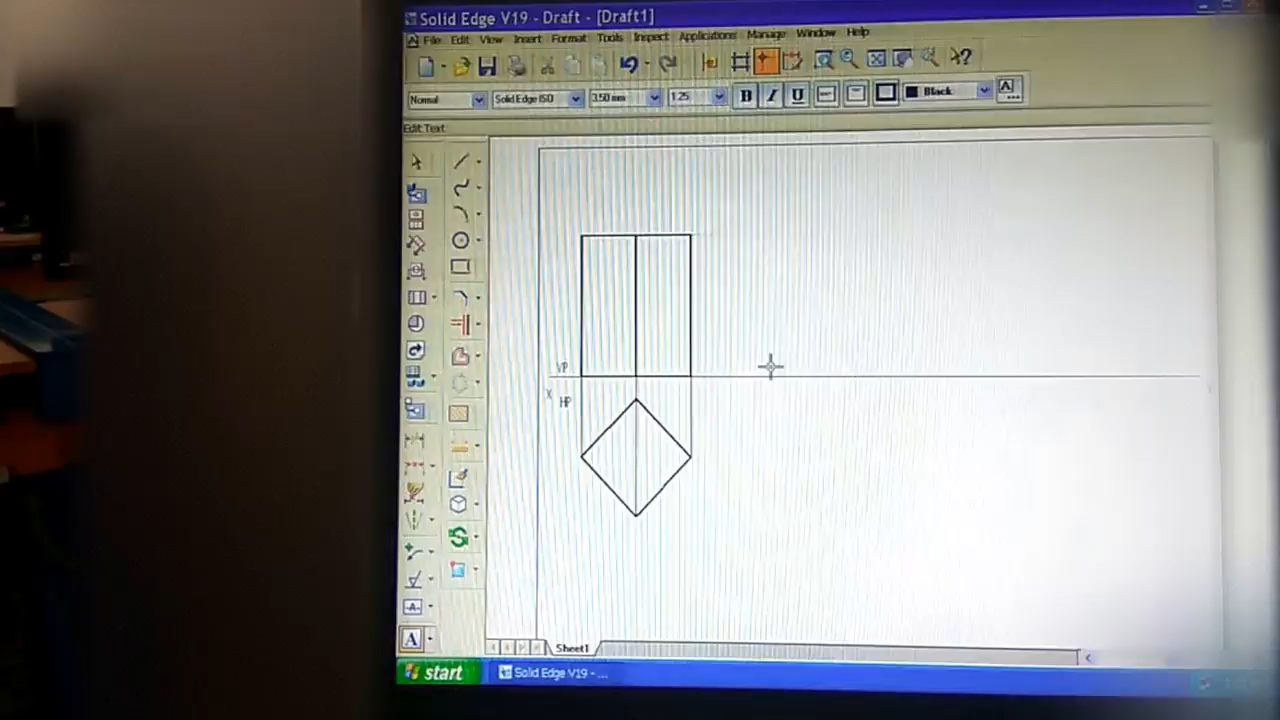 Solid Edge V19 - Draft - [Draft1]
File Edit View Insert Format Tools Inspect Applications Manage Window Help
Normal Solid Edge ISO 3.50 mm 1.25 B I U Black A
Edit Text
VP
X
HP
A
A
Sheet1
start Solid Edge V19 - ...